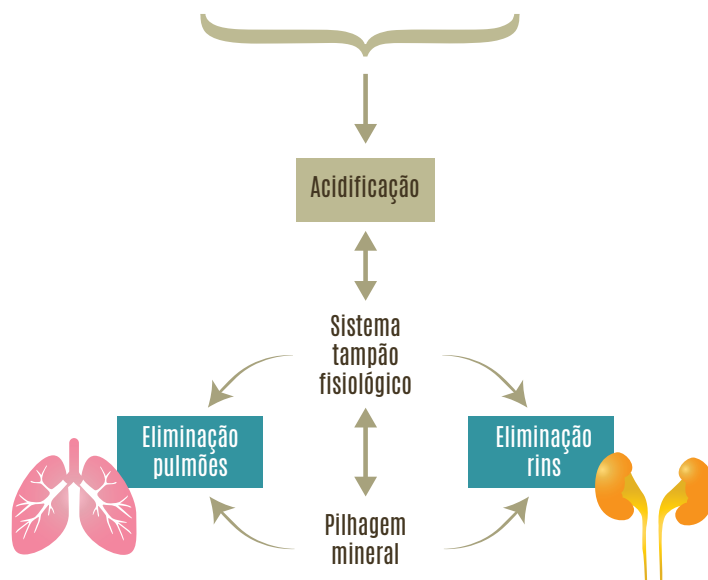 Acidificação
Sistema
tampão
fisiológico
Eliminação
pulmões
Eliminação
rins
Pilhagem
mineral